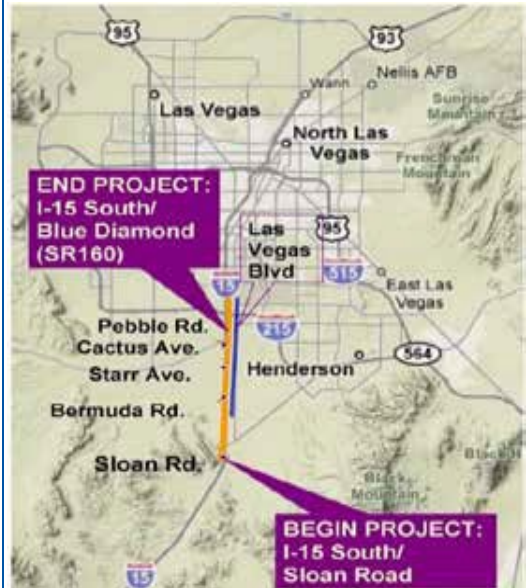 95
93
Wann
Nellis AFB
Las Vegas
Sunrise
Mountain
North Las
Vegas
Frenchman
Mountain
END PROJECT:
I-15 South/
Blue Diamond
(SR160)
Las
Vegas
Blvd
95
15
515
East Las
Vegas
Pebble Rd.
215
Cactus Ave.
564
Starr Ave.
Henderson
Bermuda Rd.
Sloan Rd.
Black
Mountain
BEGIN PROJECT:
I-15 South/
Sloan Road
15